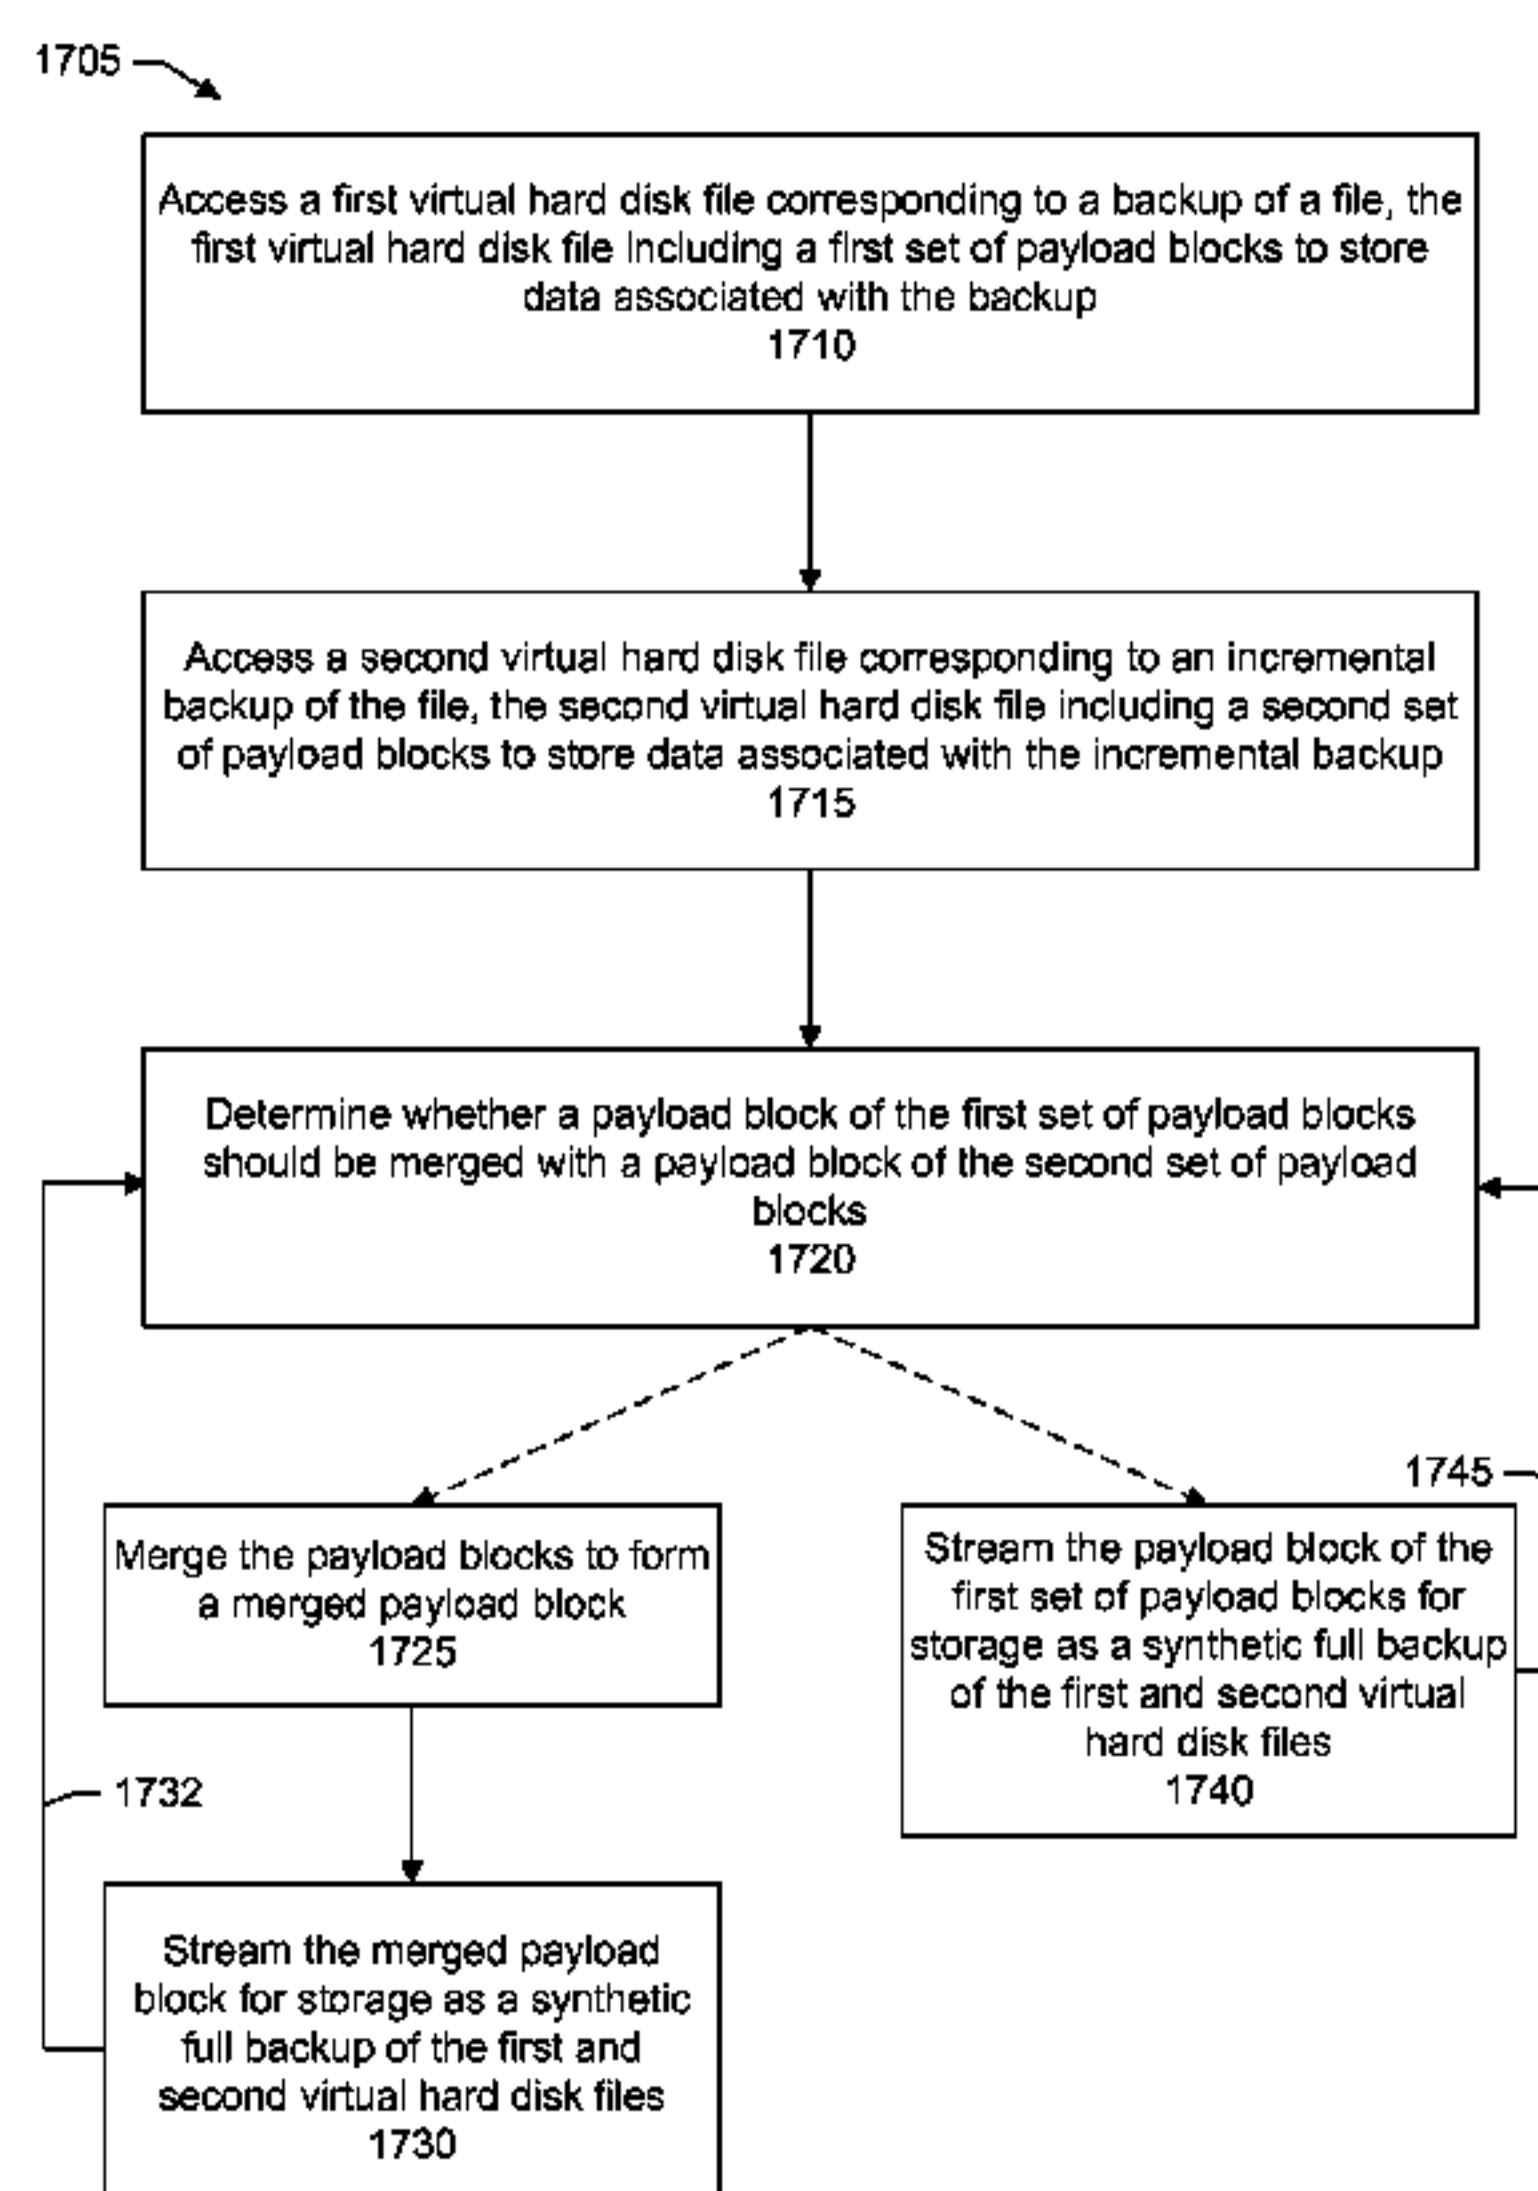 1705
Access a first virtual hard disk file corresponding to a backup of a file, the
first virtual hard disk file including a first set of payload blocks to store
data associated with the backup
1710
Access a second virtual hard disk file corresponding to an incremental
backup of the file, the second virtual hard disk file including a second set
of payload blocks to store data associated with the incremental backup
1715
Determine whether a payload block of the first set of payload blocks
should be merged with a payload block of the second set of payload
blocks
1720
Merge the payload blocks to form
a merged payload block
1725
1745
Stream the payload block of the
first set of payload blocks for
storage as a synthetic full backup
of the first and second virtual
hard disk files
1740
1732
Stream the merged payload
block for storage as a synthetic
full backup of the first and
second virtual hard disk files
1730